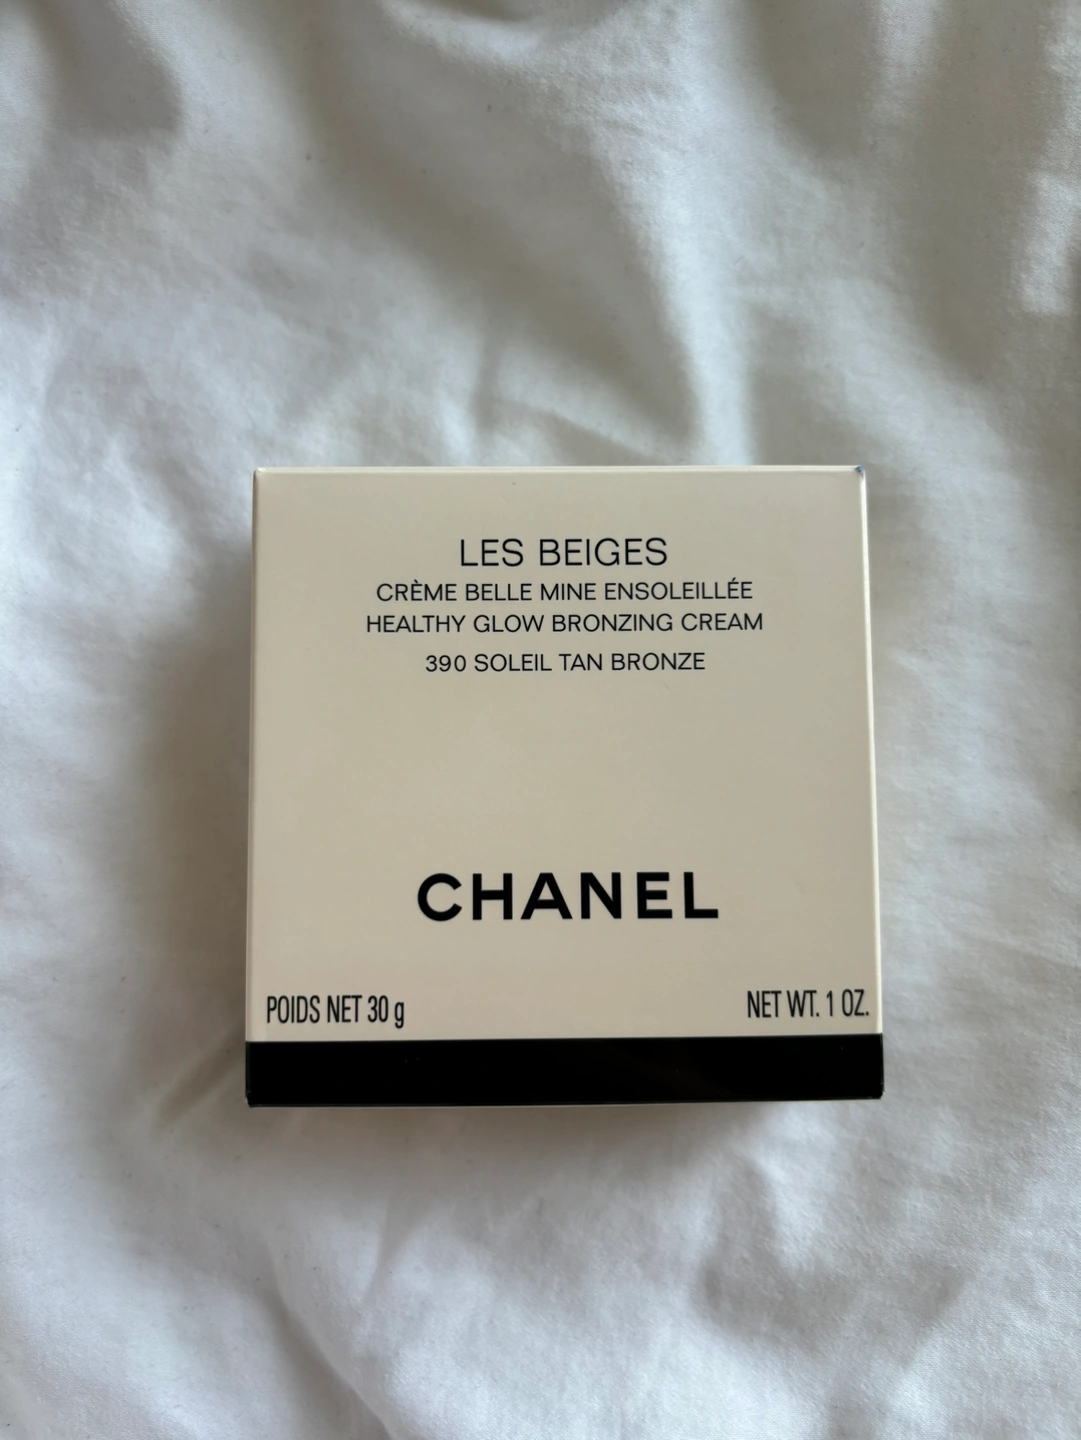 LES BEIGES
CRÈME BELLE MINE ENSOLEILLÉE
HEALTHY GLOW BRONZING CREAM
390 SOLEIL TAN BRONZE
CHANEL
POIDS NET 30 g NET WT. 1 OZ.